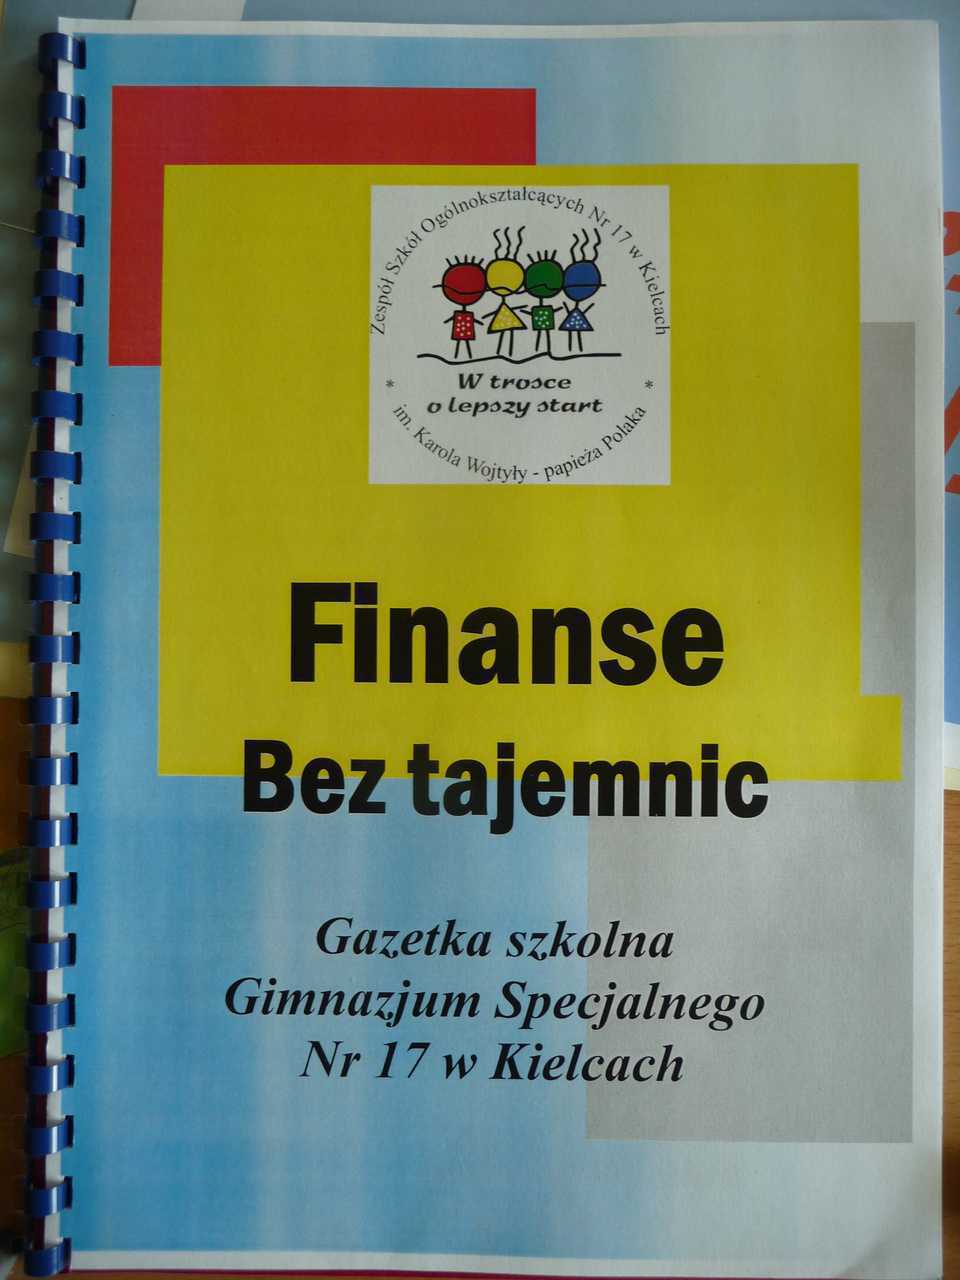 Zespół Szkół Ogólnokształcących Nr 17 w Kielcach
W trosce
o lepszy start
* im. Karola Wojtyły - papieża Polaka *
Finanse
Bez tajemnic
Gazetka szkolna
Gimnazjum Specjalnego
Nr 17 w Kielcach